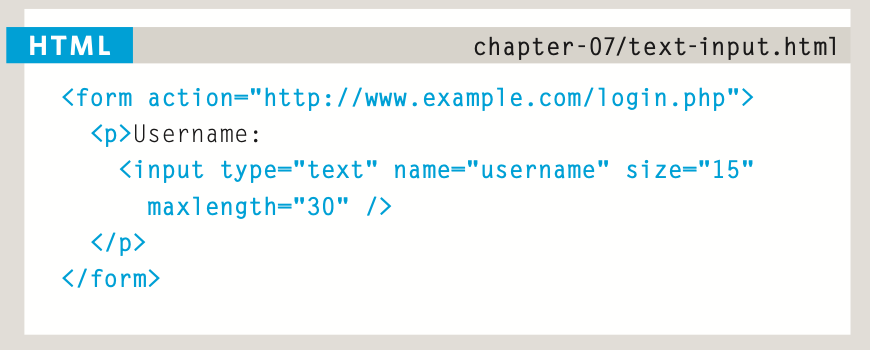 HTML
chapter-07/text-input.html
<form action="http://www.example.com/login.php">
<p>Username:
<input type="text" name="username" size="15"
maxlength="30" />
</p>
</form>